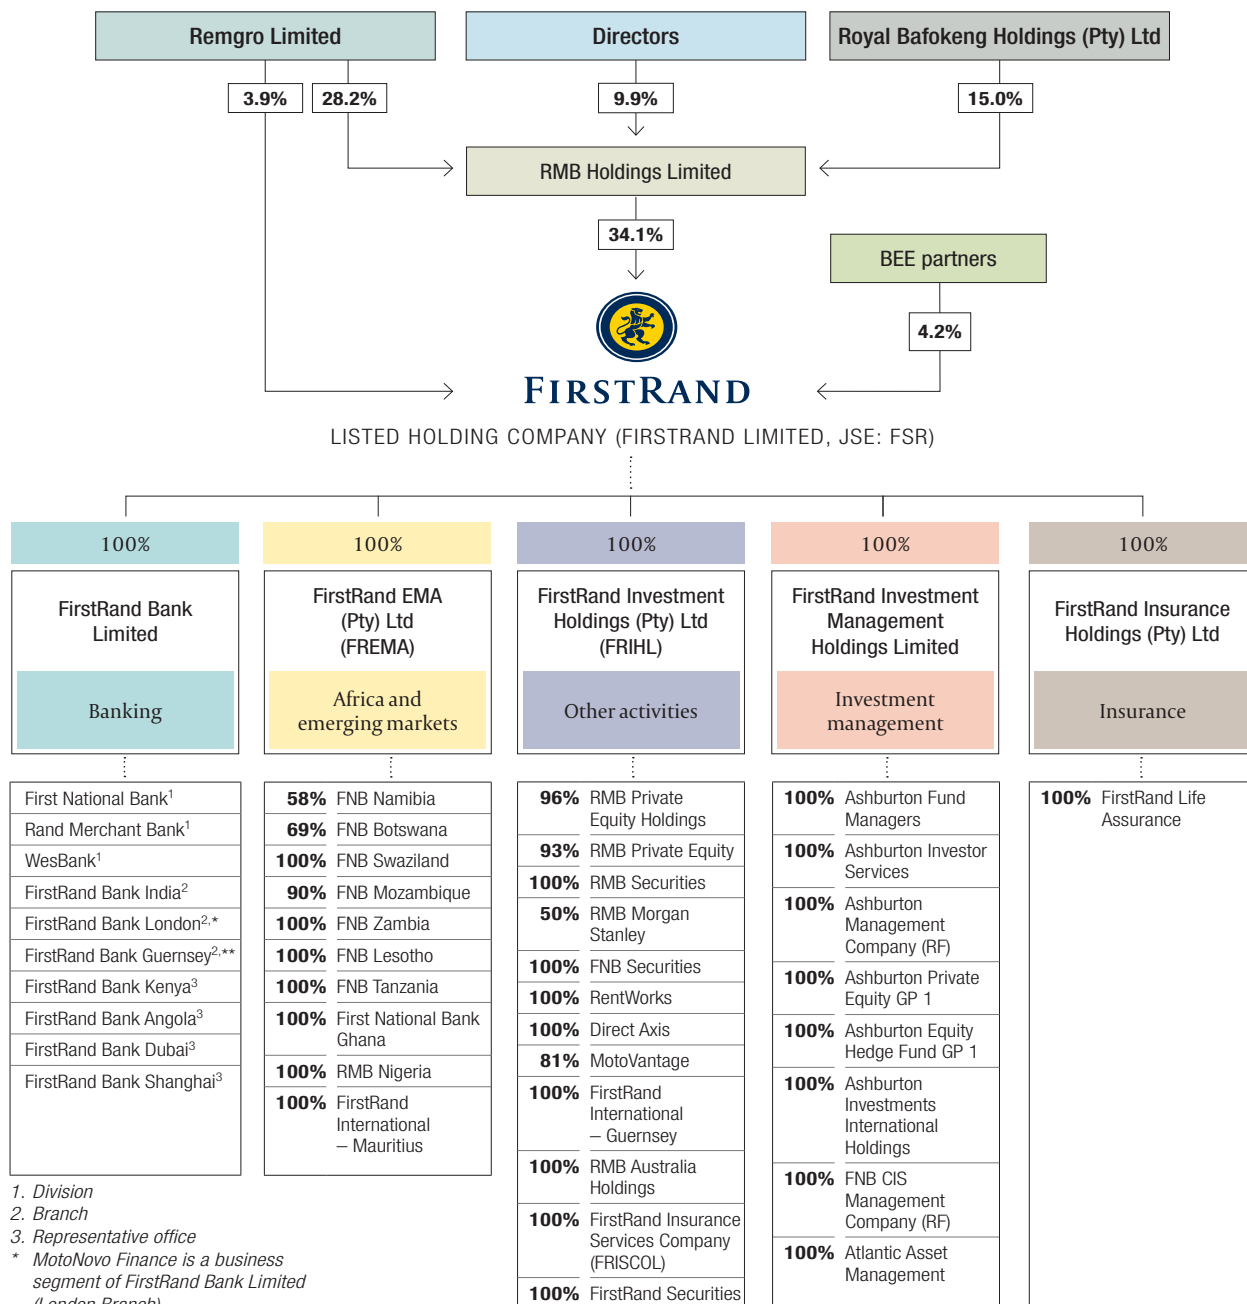 Remgro Limited
Directors
Royal Bafokeng Holdings (Pty) Ltd
3.9%
28.2%
9.9%
15.0%
RMB Holdings Limited
34.1%
BEE partners
4.2%
FIRSTRAND
LISTED HOLDING COMPANY (FIRSTRAND LIMITED, JSE: FSR)
100%
FirstRand Bank
Limited
Banking
First National Bank1
Rand Merchant Bank1
WesBank1
FirstRand Bank India2
FirstRand Bank London2,*
FirstRand Bank Guernsey2,**
FirstRand Bank Kenya3
FirstRand Bank Angola3
FirstRand Bank Dubai3
FirstRand Bank Shanghai3
100%
FirstRand EMA
(Pty) Ltd
(FREMA)
Africa and
emerging markets
58% FNB Namibia
69% FNB Botswana
100% FNB Swaziland
90% FNB Mozambique
100% FNB Zambia
100% FNB Lesotho
100% FNB Tanzania
100% First National Bank
Ghana
100% RMB Nigeria
100% FirstRand
International
– Mauritius
100%
FirstRand Investment
Holdings (Pty) Ltd
(FRIHL)
Other activities
96% RMB Private
Equity Holdings
93% RMB Private Equity
100% RMB Securities
50% RMB Morgan
Stanley
100% FNB Securities
100% RentWorks
100% Direct Axis
81% MotoVantage
100% FirstRand
International
– Guernsey
100% RMB Australia
Holdings
100% FirstRand Insurance
Services Company
(FRISCOL)
100% FirstRand Securities
100%
FirstRand Investment
Management
Holdings Limited
Investment
management
100% Ashburton Fund
Managers
100% Ashburton Investor
Services
100% Ashburton
Management
Company (RF)
100% Ashburton Private
Equity GP 1
100% Ashburton Equity
Hedge Fund GP 1
100% Ashburton
Investments
International
Holdings
100% FNB CIS
Management
Company (RF)
100% Atlantic Asset
Management
100%
FirstRand Insurance
Holdings (Pty) Ltd
Insurance
100% FirstRand Life
Assurance
1. Division
2. Branch
3. Representative office
* MotoNovo Finance is a business
segment of FirstRand Bank Limited
(London Branch)